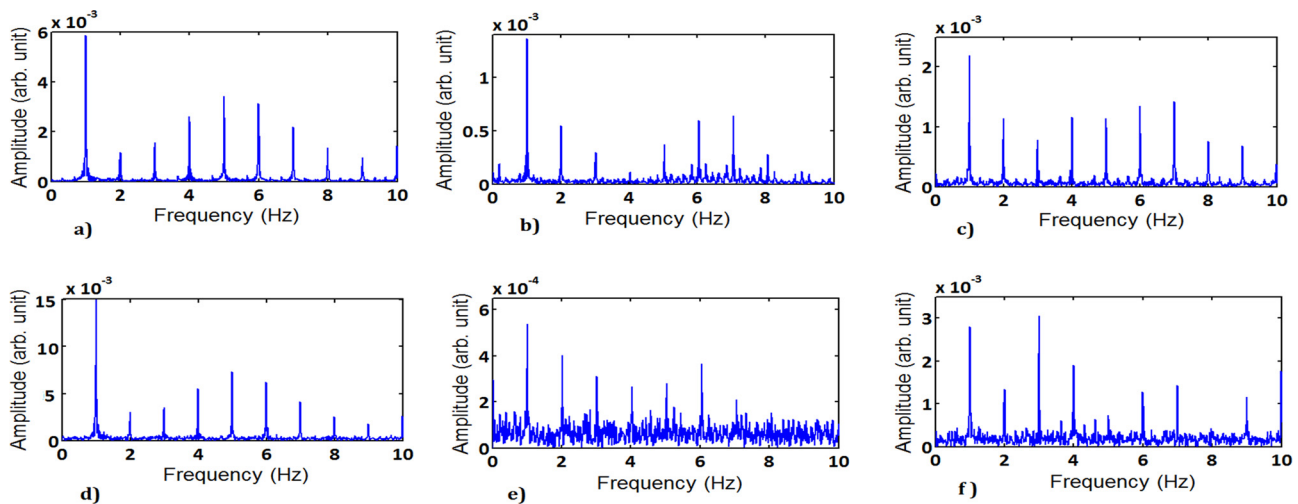 x 10⁻³
Amplitude (arb. unit)
6
4
2
0
0 2 4 6 8 10
Frequency (Hz)
a)
x 10⁻³
Amplitude (arb. unit)
1
0.5
0
0 2 4 6 8 10
Frequency (Hz)
b)
x 10⁻³
Amplitude (arb. unit)
2
1
0
0 2 4 6 8 10
Frequency (Hz)
c)
x 10⁻³
Amplitude (arb. unit)
15
10
5
0
2 4 6 8 10
Frequency (Hz)
d)
x 10⁻⁴
Amplitude (arb. unit)
6
4
2
0
0 2 4 6 8 10
Frequency (Hz)
e)
x 10⁻³
Amplitude (arb. unit)
3
2
1
0
0 2 4 6 8 10
Frequency (Hz)
f)